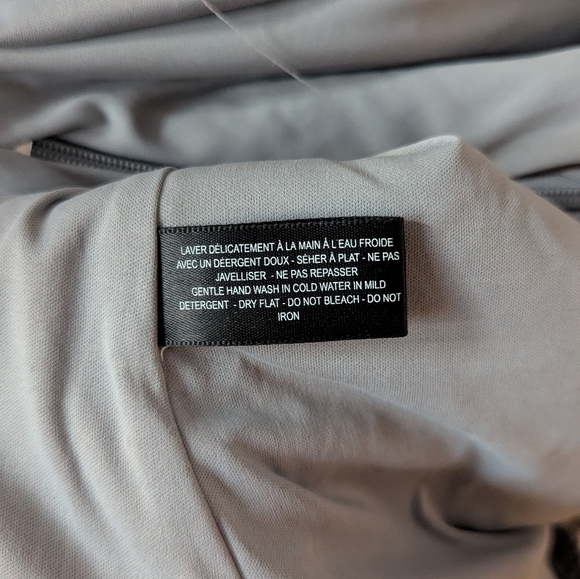 LAVER DÉLICATEMENT À LA MAIN À L'EAU FROIDE
AVEC UN DÉERGENT DOUX - SÉHER À PLAT - NE PAS
JAVELLISER - NE PAS REPASSER
GENTLE HAND WASH IN COLD WATER IN MILD
DETERGENT - DRY FLAT - DO NOT BLEACH - DO NOT
IRON